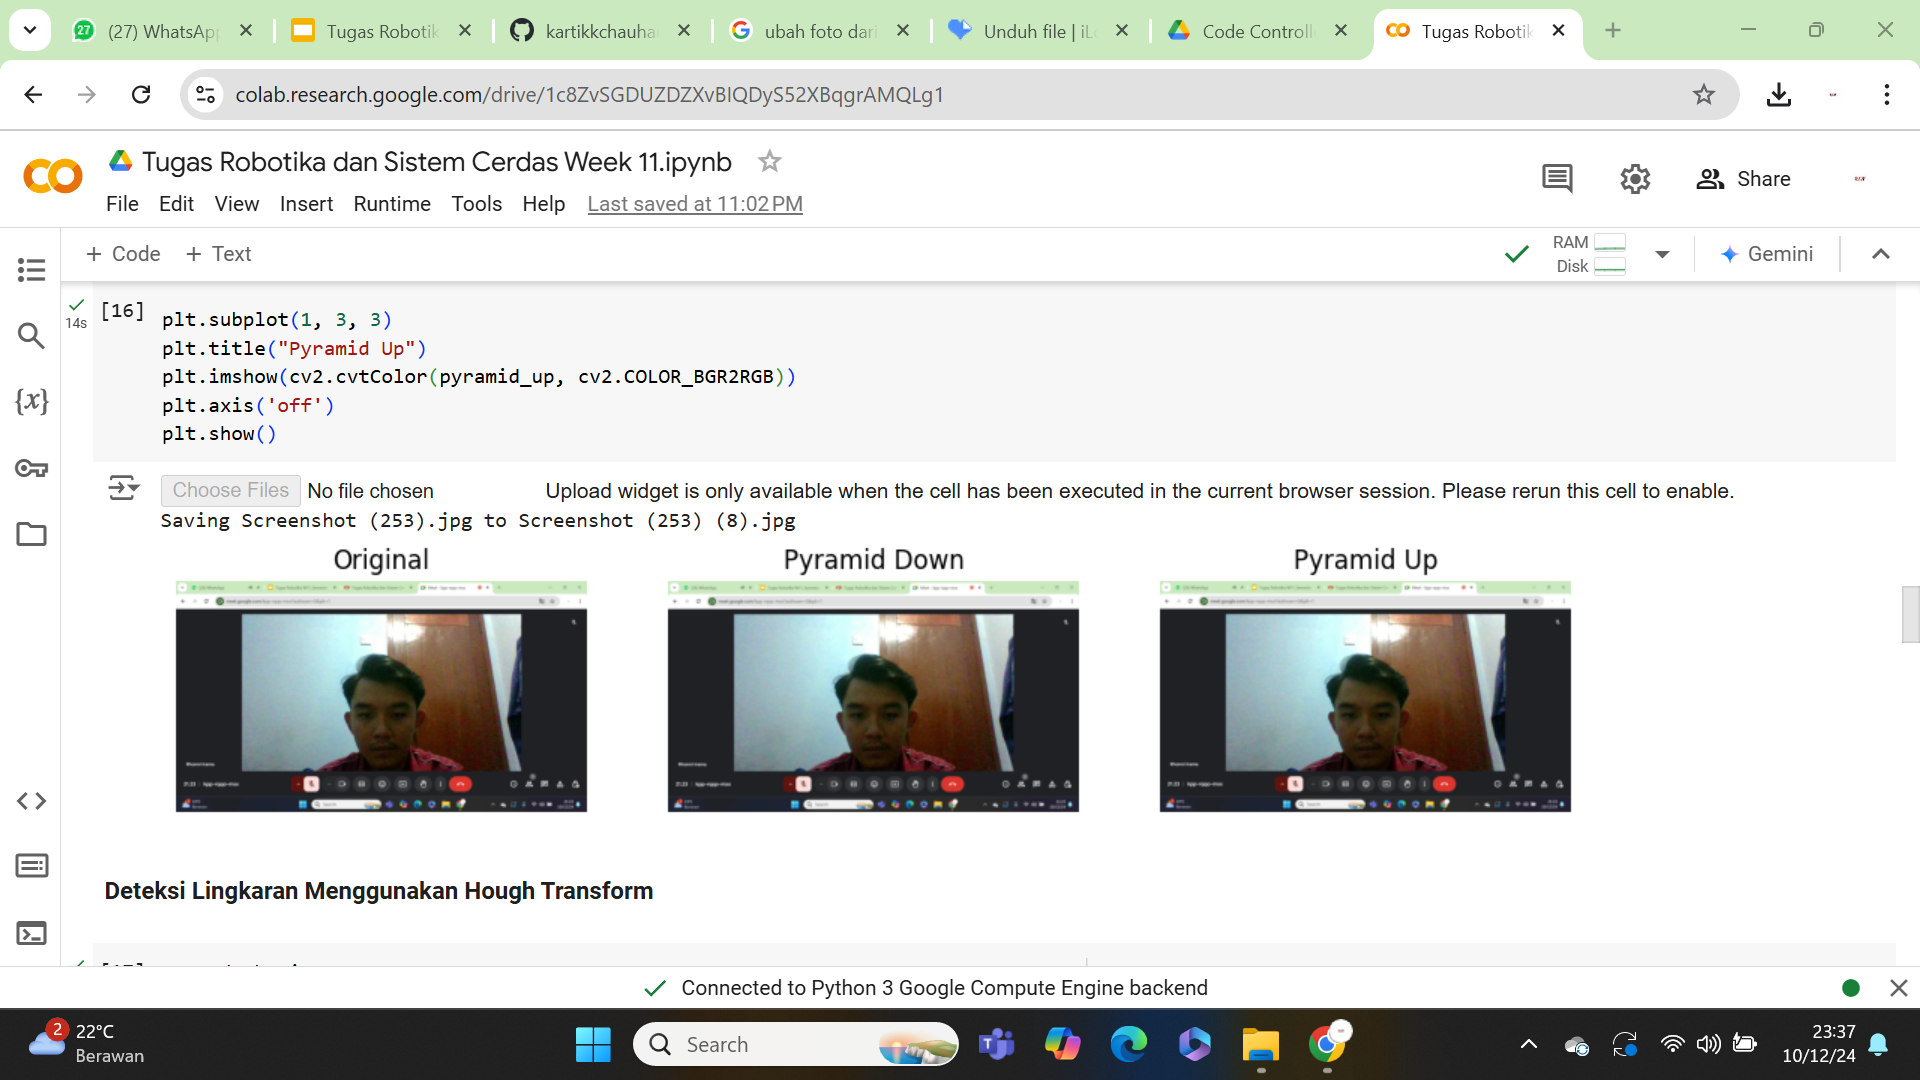 (27) WhatsApp
Tugas Robotik
kartikkchauha
ubah foto dari
Unduh file | iL
Code Controll
Tugas Robotik
colab.research.google.com/drive/1c8ZvSGDUZDZXvBIQDyS52XBqgrAMQLg1
Tugas Robotika dan Sistem Cerdas Week 11.ipynb
File Edit View Insert Runtime Tools Help Last saved at 11:02 PM
Share
+ Code + Text
RAM
Disk
Gemini
[16]
14s
plt.subplot(1, 3, 3)
plt.title("Pyramid Up")
plt.imshow(cv2.cvtColor(pyramid_up, cv2.COLOR_BGR2RGB))
plt.axis('off')
plt.show()
Choose Files No file chosen Upload widget is only available when the cell has been executed in the current browser session. Please rerun this cell to enable.
Saving Screenshot (253).jpg to Screenshot (253) (8).jpg
Original Pyramid Down Pyramid Up
Deteksi Lingkaran Menggunakan Hough Transform
Connected to Python 3 Google Compute Engine backend
2
22°C
Berawan
Search
23:37
10/12/24